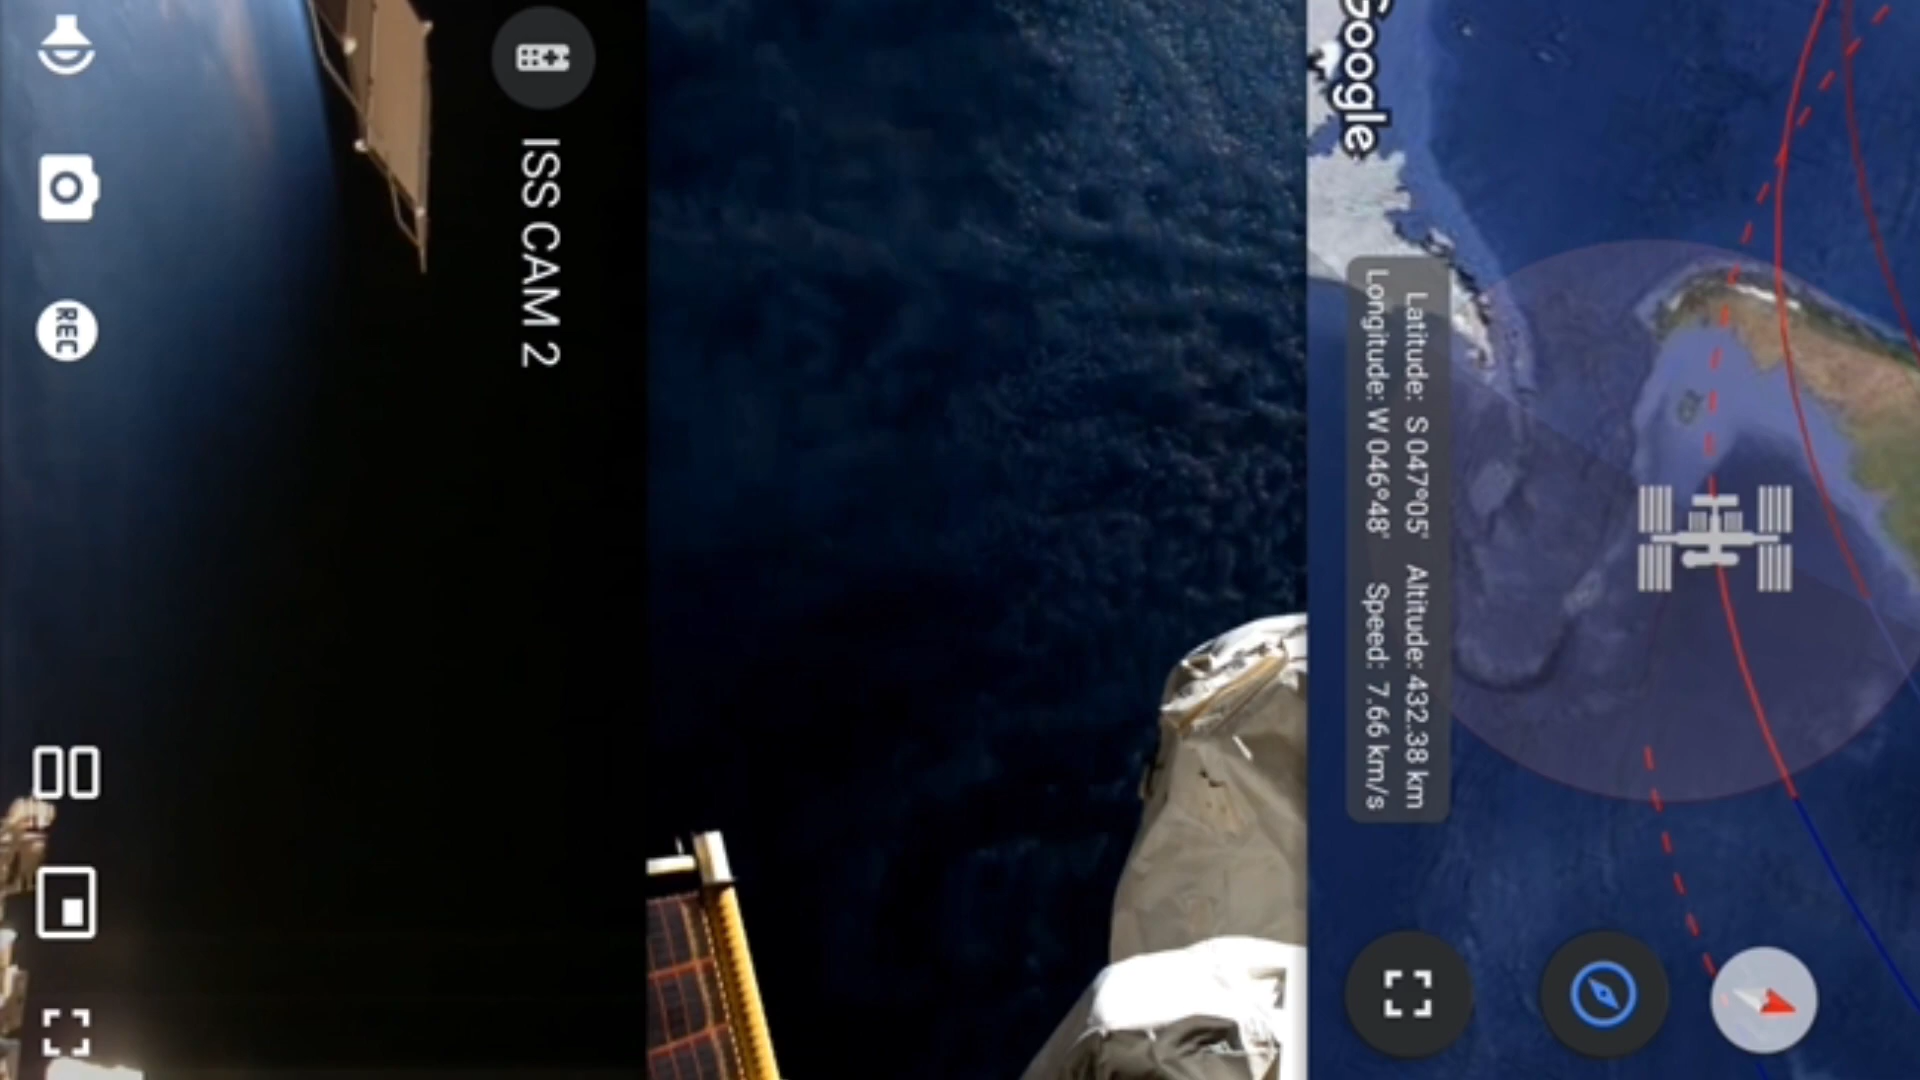 REC
ISS CAM 2
Google
Latitude: S 047°05' Altitude: 432.38 km
Longitude: W 046°48' Speed: 7.66 km/s